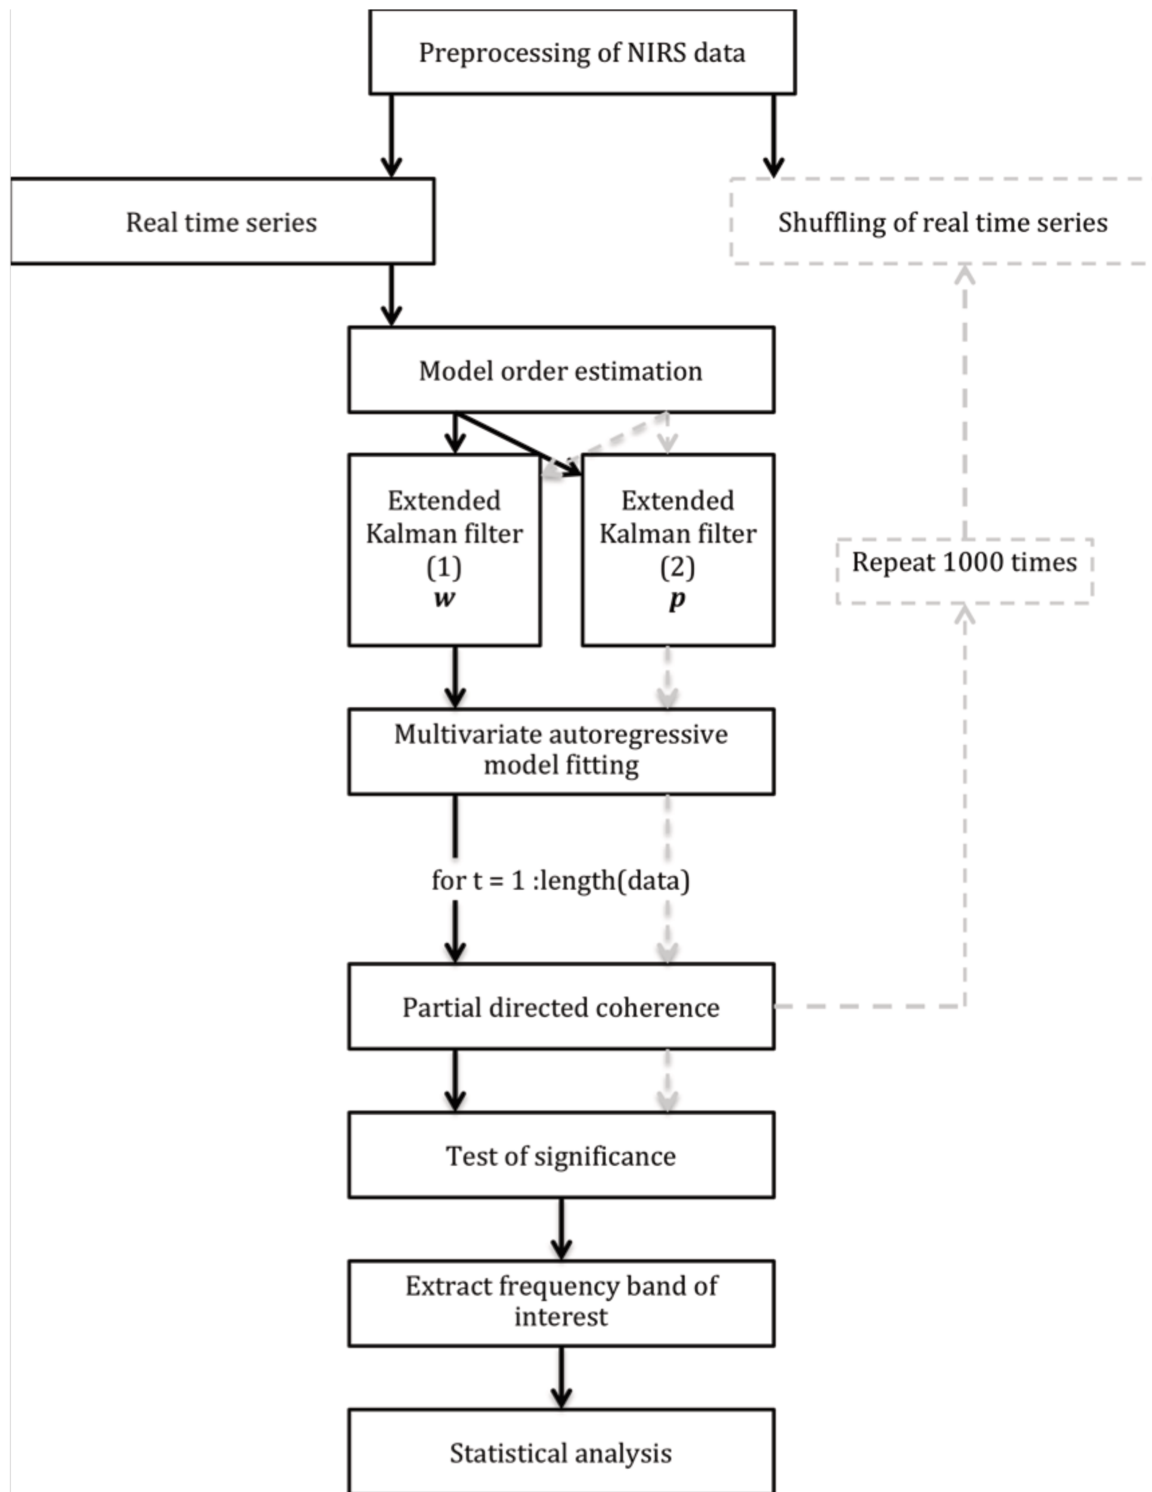 Preprocessing of NIRS data
Real time series
Shuffling of real time series
Model order estimation
Extended
Kalman filter
(1)
w
Extended
Kalman filter
(2)
p
Repeat 1000 times
Multivariate autoregressive
model fitting
for t = 1 :length(data)
Partial directed coherence
Test of significance
Extract frequency band of
interest
Statistical analysis